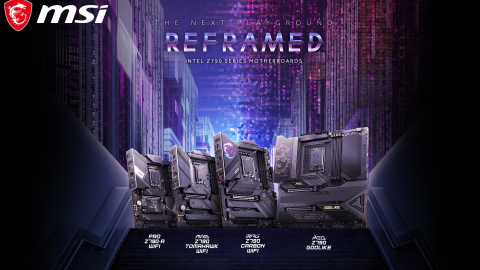 msi
THE NEXT PLAYGROUND
REFRAMED
INTEL Z790 SERIES MOTHERBOARDS
PRO
Z790-A
WIFI
MAG
Z790
TOMAHAWK
WIFI
MPG
Z790
CARBON
WIFI
MEG
Z790
GODLIKE